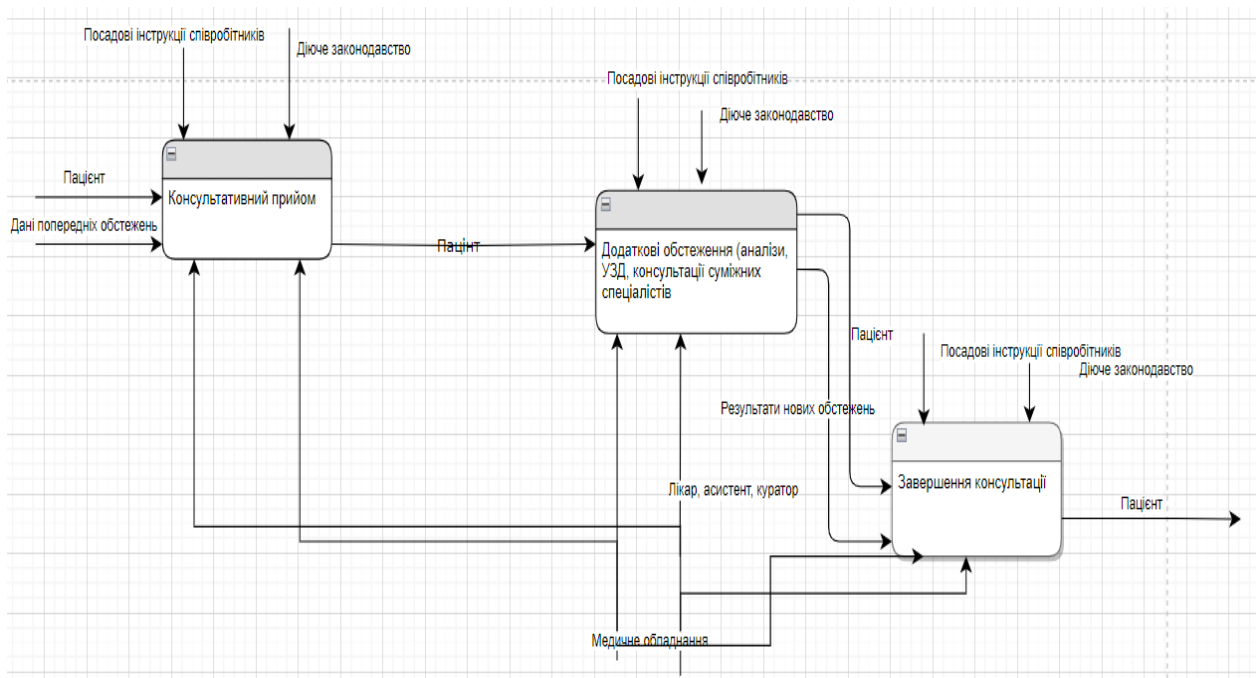 Посадові інструкції співробітників
Діюче законодавство
Посадові інструкції співробітників
Діюче законодавство
Пацієнт
Консультативний прийом
Дані попередніх обстежень
Пацінт
Додаткові обстеження (анализи,
УЗД, консультації суміжних
спеціалістів
Пацієнт
Посадові інструкції співробітників
Діюче законодавство
Результати нових обстежень
Завершення консультації
Лікар, асистент, куратор
Пацієнт
Медичне обладнання